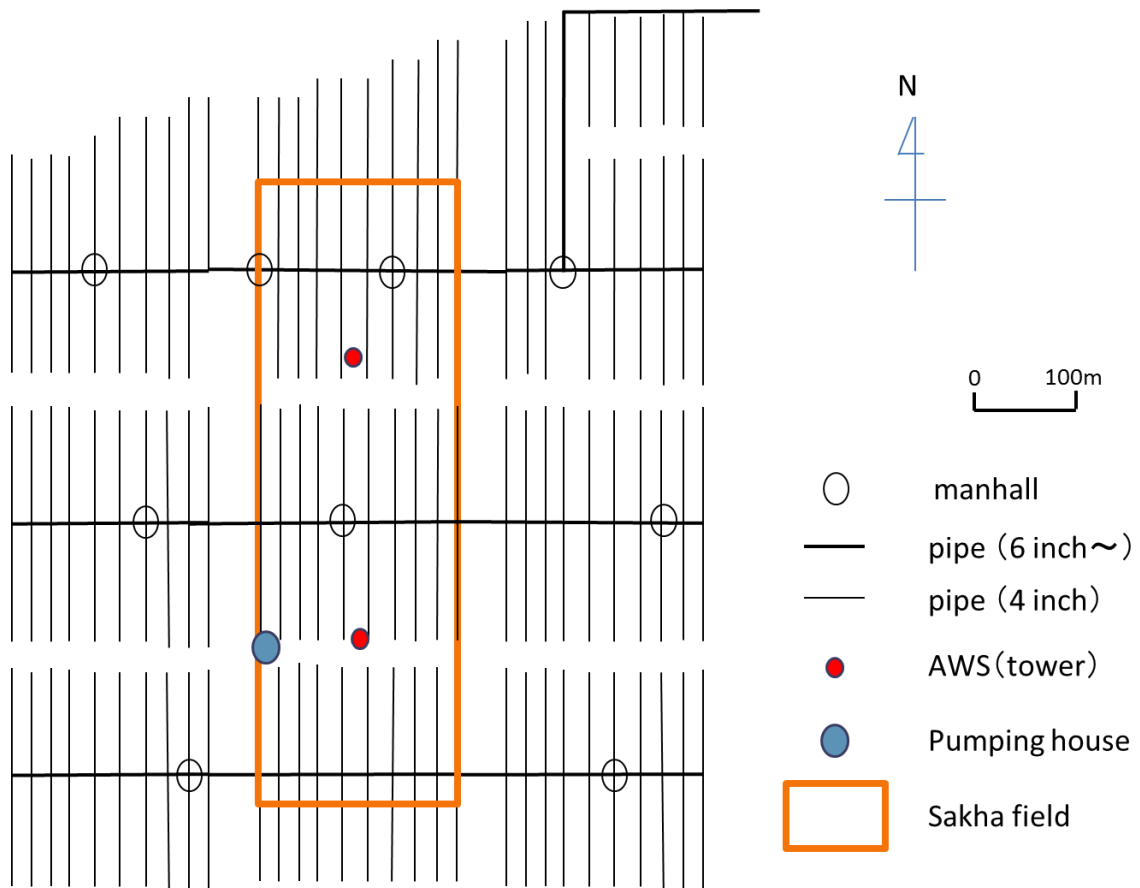 N
0 100m
manhall
pipe（6 inch～）
pipe（4 inch）
AWS（tower）
Pumping house
Sakha field